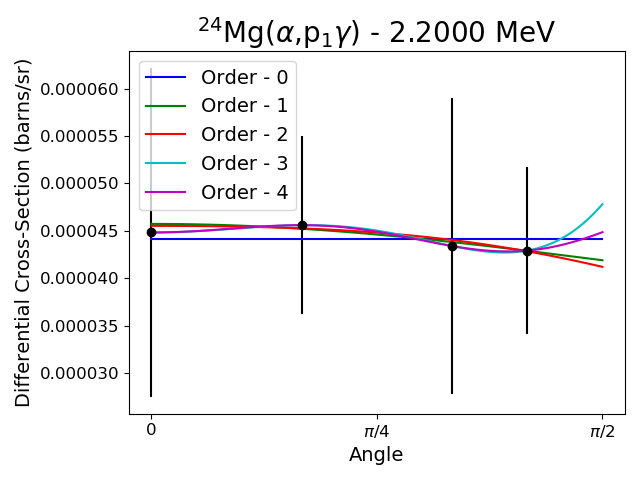 ²⁴Mg(α,p₁γ) - 2.2000 MeV
Differential Cross-Section (barns/sr)
0.000060
0.000055
0.000050
0.000045
0.000040
0.000035
0.000030
Order - 0
Order - 1
Order - 2
Order - 3
Order - 4
0
π/4
π/2
Angle